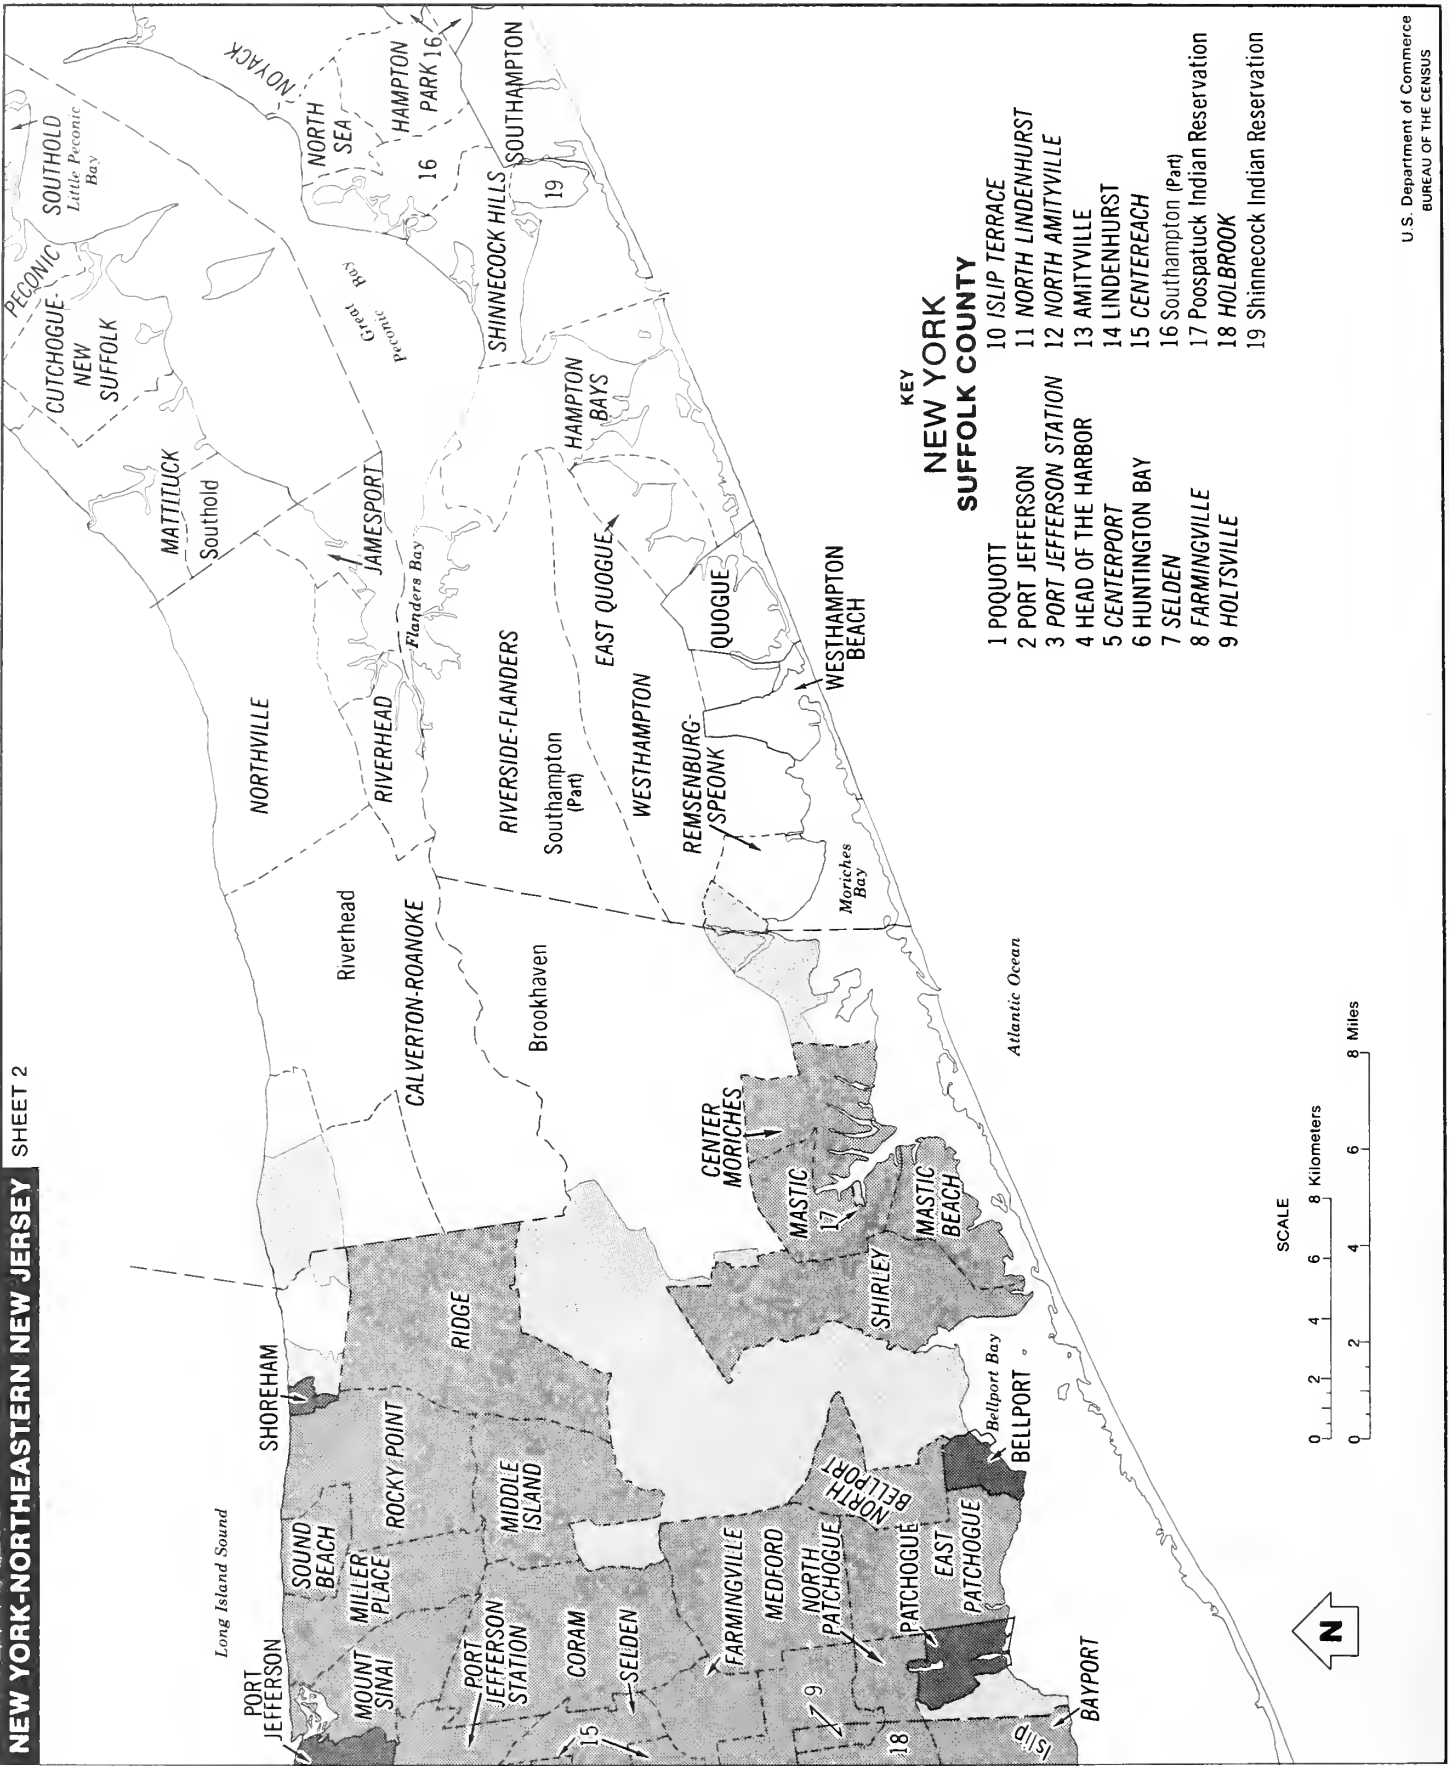 NEW YORK-NORTHEASTERN NEW JERSEY SHEET 2
Long Island Sound
PORT
JEFFERSON
SHOREHAM
SOUND
BEACH
MOUNT
SINAI
MILLER
PLACE
ROCKY POINT
RIDGE
PORT
JEFFERSON
STATION
MIDDLE
ISLAND
CORAM
SELDEN
15
FARMINGVILLE
MEDFORD
NORTH
PATCHOGUE
9
NORTH
BELLPORT
PATCHOGUE
18
EAST
PATCHOGUE
BELLPORT
Bellport Bay
Islip
BAYPORT
CENTER
MORICHES
MASTIC
17
SHIRLEY
MASTIC
BEACH
NORTHVILLE
Riverhead
RIVERHEAD
CALVERTON-ROANOKE
Brookhaven
MATTITUCK
Southold
JAMESPORT
Flanders Bay
CUTCHOGUE-
NEW
SUFFOLK
PECONIC
SOUTHOLD
Little Peconic
Bay
NOYACK
NORTH
SEA
HAMPTON
PARK
16
16
SOUTHAMPTON
Great
Peconic
Bay
SHINNECOCK HILLS
19
HAMPTON
BAYS
RIVERSIDE-FLANDERS
Southampton
(Part)
EAST QUOGUE
WESTHAMPTON
QUOGUE
REMSENBURG-
SPEONK
WESTHAMPTON
BEACH
Moriches
Bay
Atlantic Ocean
KEY
NEW YORK
SUFFOLK COUNTY
1 POQUOTT
2 PORT JEFFERSON
3 PORT JEFFERSON STATION
4 HEAD OF THE HARBOR
5 CENTERPORT
6 HUNTINGTON BAY
7 SELDEN
8 FARMINGVILLE
9 HOLTSVILLE
10 ISLIP TERRACE
11 NORTH LINDENHURST
12 NORTH AMITYVILLE
13 AMITYVILLE
14 LINDENHURST
15 CENTEREACH
16 Southampton (Part)
17 Poospatuck Indian Reservation
18 HOLBROOK
19 Shinnecock Indian Reservation
SCALE
0 2 4 6 8 Kilometers
0 2 4 6 8 Miles
N
U.S. Department of Commerce
BUREAU OF THE CENSUS